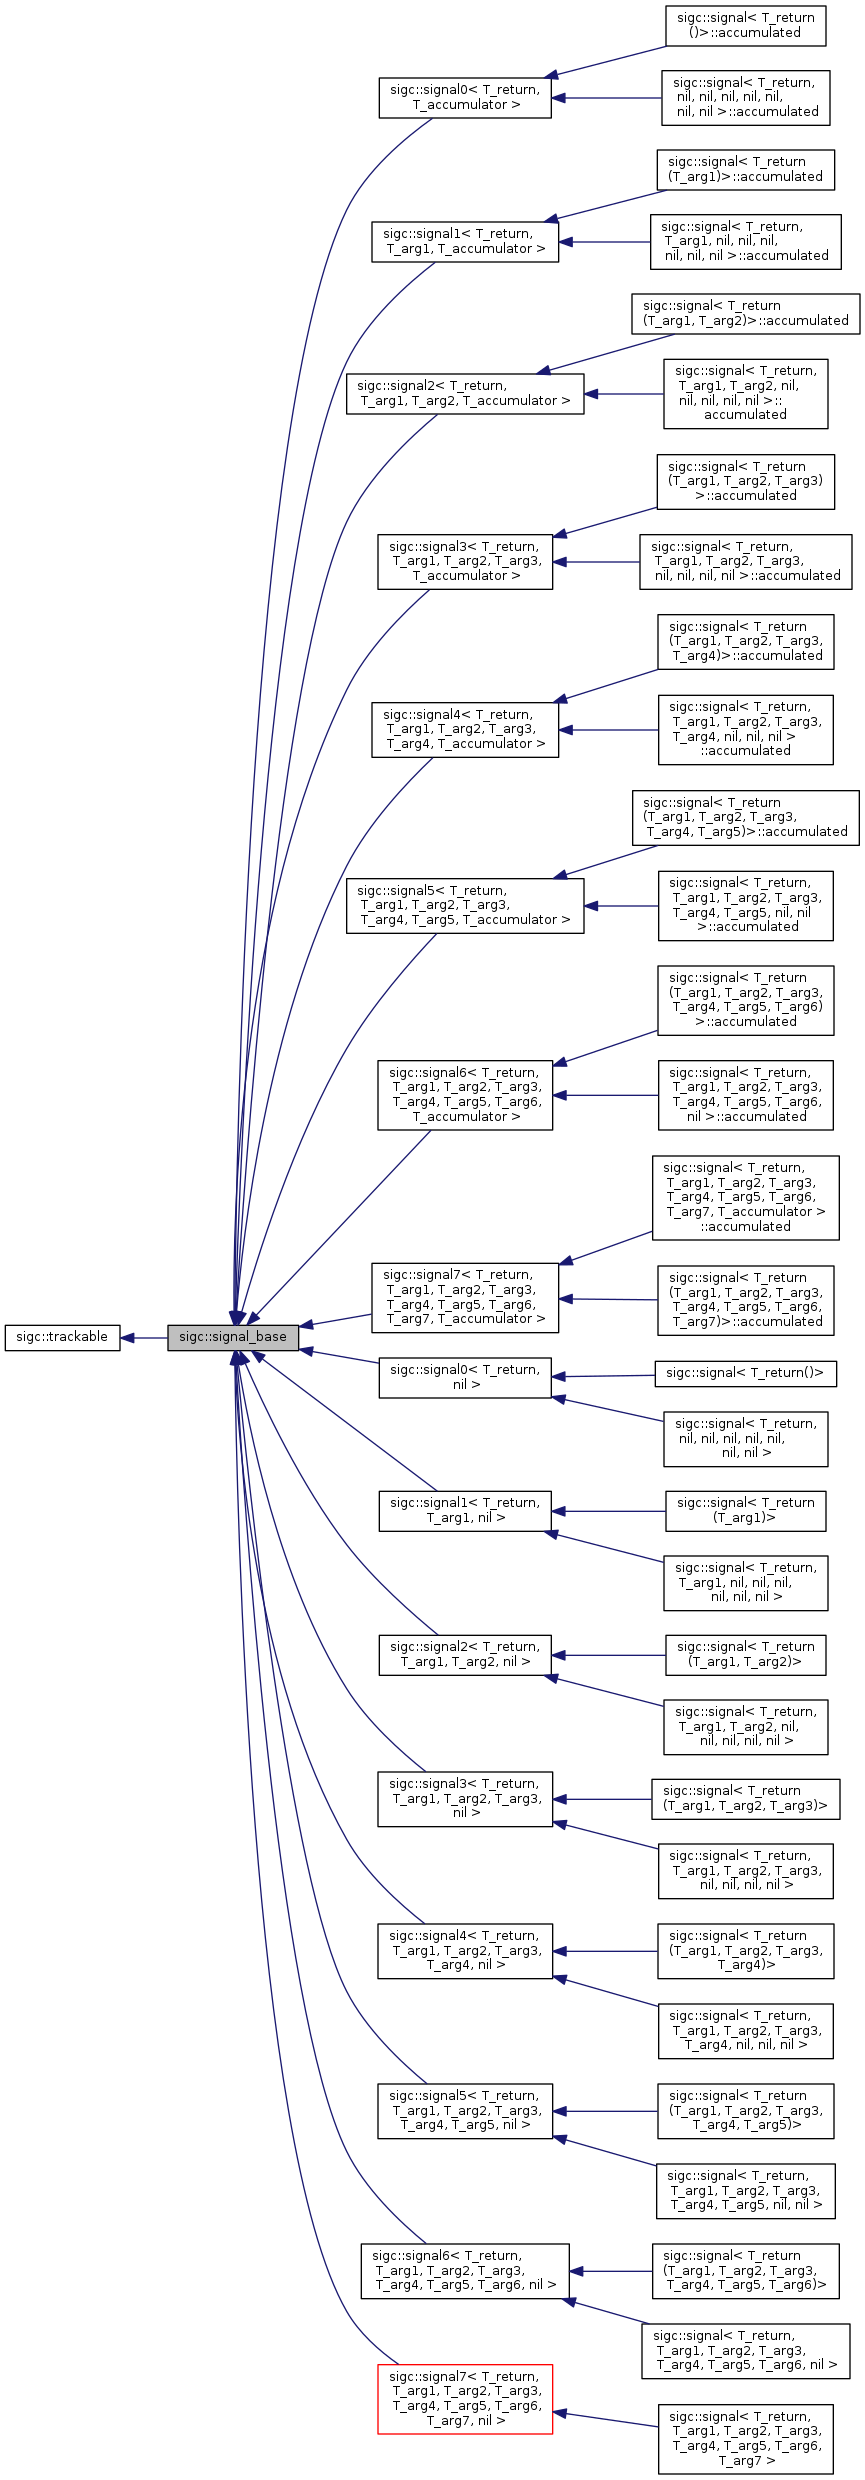 sigc::trackable
sigc::signal_base
sigc::signal0< T_return,
T_accumulator >
sigc::signal< T_return
()>::accumulated
sigc::signal< T_return,
nil, nil, nil, nil, nil,
nil, nil >::accumulated
sigc::signal1< T_return,
T_arg1, T_accumulator >
sigc::signal< T_return
(T_arg1)>::accumulated
sigc::signal< T_return,
T_arg1, nil, nil, nil,
nil, nil, nil >::accumulated
sigc::signal2< T_return,
T_arg1, T_arg2, T_accumulator >
sigc::signal< T_return
(T_arg1, T_arg2)>::accumulated
sigc::signal< T_return,
T_arg1, T_arg2, nil,
nil, nil, nil, nil >::
accumulated
sigc::signal3< T_return,
T_arg1, T_arg2, T_arg3,
T_accumulator >
sigc::signal< T_return
(T_arg1, T_arg2, T_arg3)
>::accumulated
sigc::signal< T_return,
T_arg1, T_arg2, T_arg3,
nil, nil, nil, nil >::accumulated
sigc::signal4< T_return,
T_arg1, T_arg2, T_arg3,
T_arg4, T_accumulator >
sigc::signal< T_return
(T_arg1, T_arg2, T_arg3,
T_arg4)>::accumulated
sigc::signal< T_return,
T_arg1, T_arg2, T_arg3,
T_arg4, nil, nil, nil >
::accumulated
sigc::signal5< T_return,
T_arg1, T_arg2, T_arg3,
T_arg4, T_arg5, T_accumulator >
sigc::signal< T_return
(T_arg1, T_arg2, T_arg3,
T_arg4, T_arg5)>::accumulated
sigc::signal< T_return,
T_arg1, T_arg2, T_arg3,
T_arg4, T_arg5, nil, nil
>::accumulated
sigc::signal6< T_return,
T_arg1, T_arg2, T_arg3,
T_arg4, T_arg5, T_arg6,
T_accumulator >
sigc::signal< T_return
(T_arg1, T_arg2, T_arg3,
T_arg4, T_arg5, T_arg6)
>::accumulated
sigc::signal< T_return,
T_arg1, T_arg2, T_arg3,
T_arg4, T_arg5, T_arg6,
nil >::accumulated
sigc::signal7< T_return,
T_arg1, T_arg2, T_arg3,
T_arg4, T_arg5, T_arg6,
T_arg7, T_accumulator >
sigc::signal< T_return,
T_arg1, T_arg2, T_arg3,
T_arg4, T_arg5, T_arg6,
T_arg7, T_accumulator >
::accumulated
sigc::signal< T_return
(T_arg1, T_arg2, T_arg3,
T_arg4, T_arg5, T_arg6,
T_arg7)>::accumulated
sigc::signal0< T_return,
nil >
sigc::signal< T_return()>
sigc::signal< T_return,
nil, nil, nil, nil, nil,
nil, nil >
sigc::signal1< T_return,
T_arg1, nil >
sigc::signal< T_return
(T_arg1)>
sigc::signal< T_return,
T_arg1, nil, nil, nil,
nil, nil, nil >
sigc::signal2< T_return,
T_arg1, T_arg2, nil >
sigc::signal< T_return
(T_arg1, T_arg2)>
sigc::signal< T_return,
T_arg1, T_arg2, nil,
nil, nil, nil, nil >
sigc::signal3< T_return,
T_arg1, T_arg2, T_arg3,
nil >
sigc::signal< T_return
(T_arg1, T_arg2, T_arg3)>
sigc::signal< T_return,
T_arg1, T_arg2, T_arg3,
nil, nil, nil, nil >
sigc::signal4< T_return,
T_arg1, T_arg2, T_arg3,
T_arg4, nil >
sigc::signal< T_return
(T_arg1, T_arg2, T_arg3,
T_arg4)>
sigc::signal< T_return,
T_arg1, T_arg2, T_arg3,
T_arg4, nil, nil, nil >
sigc::signal5< T_return,
T_arg1, T_arg2, T_arg3,
T_arg4, T_arg5, nil >
sigc::signal< T_return
(T_arg1, T_arg2, T_arg3,
T_arg4, T_arg5)>
sigc::signal< T_return,
T_arg1, T_arg2, T_arg3,
T_arg4, T_arg5, nil, nil >
sigc::signal6< T_return,
T_arg1, T_arg2, T_arg3,
T_arg4, T_arg5, T_arg6, nil >
sigc::signal< T_return
(T_arg1, T_arg2, T_arg3,
T_arg4, T_arg5, T_arg6)>
sigc::signal< T_return,
T_arg1, T_arg2, T_arg3,
T_arg4, T_arg5, T_arg6, nil >
sigc::signal7< T_return,
T_arg1, T_arg2, T_arg3,
T_arg4, T_arg5, T_arg6,
T_arg7, nil >
sigc::signal< T_return,
T_arg1, T_arg2, T_arg3,
T_arg4, T_arg5, T_arg6,
T_arg7 >